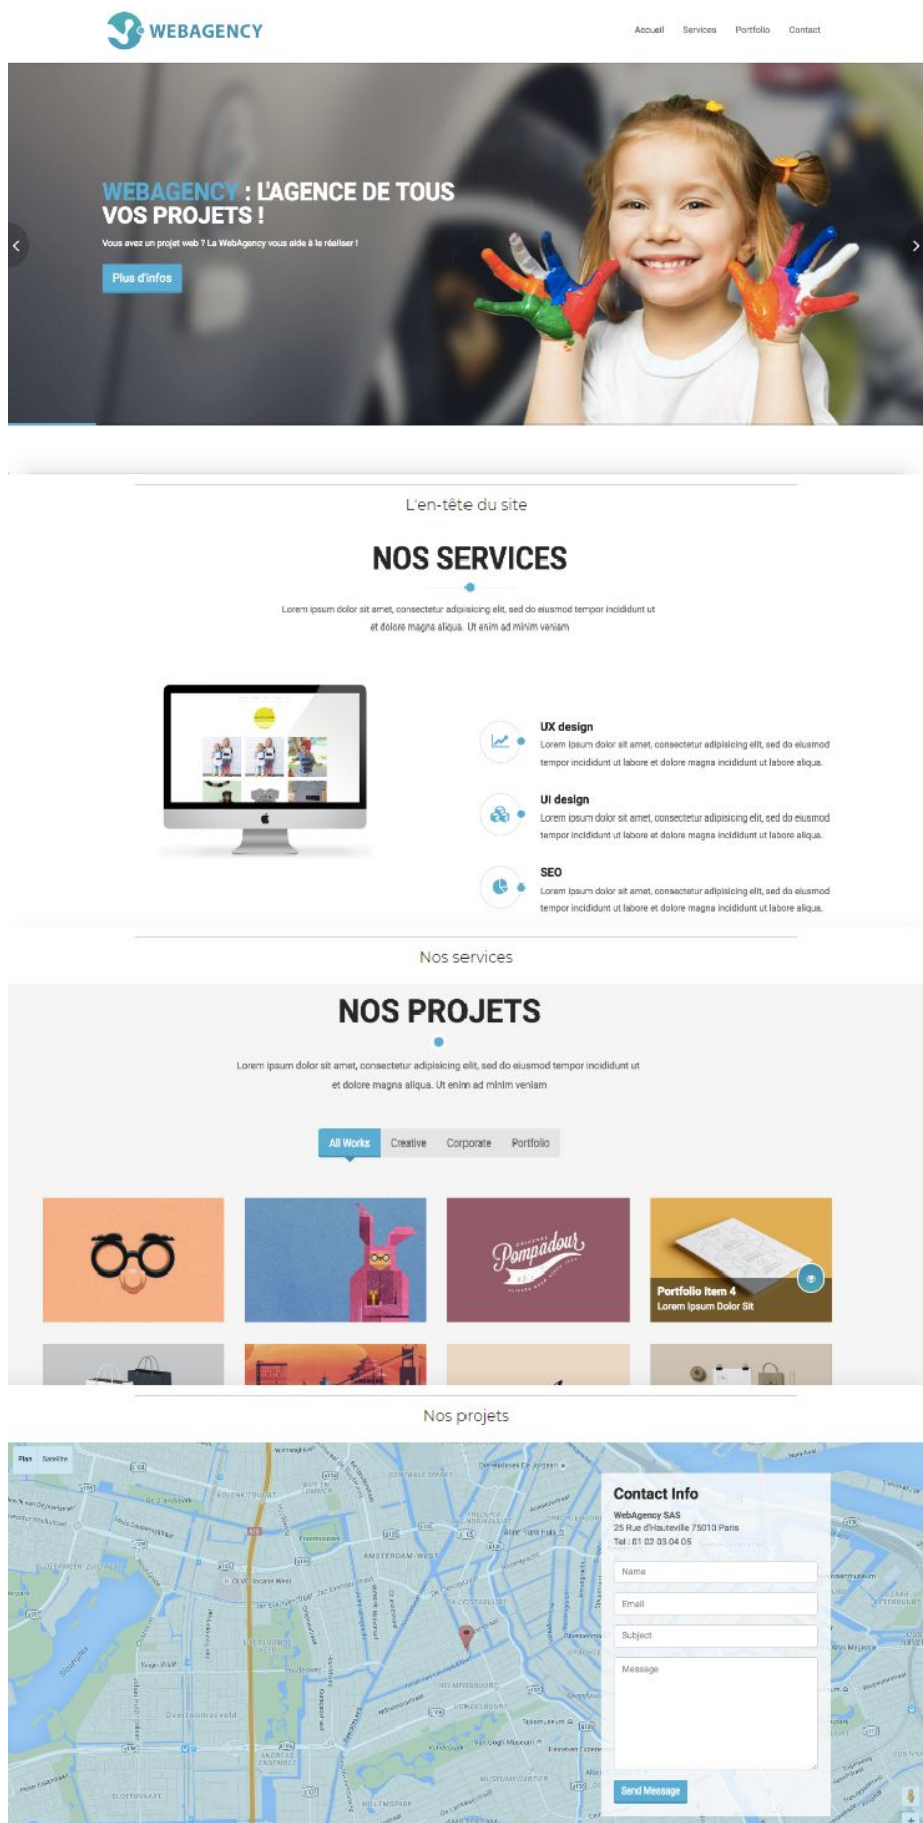 WEBAGENCY
Accueil Services Portfolio Contact
WEBAGENCY : L'AGENCE DE TOUS
VOS PROJETS !
Vous avez un projet web ? La WebAgency vous aide à le réaliser !
Plus d'infos
L'en-tête du site
NOS SERVICES
Lorem ipsum dolor sit amet, consectetur adipisicing elit, sed do eiusmod tempor incididunt ut
et dolore magna aliqua. Ut enim ad minim veniam
UX design
Lorem ipsum dolor sit amet, consectetur adipisicing elit, sed do eiusmod
tempor incididunt ut labore et dolore magna incididunt ut labore aliqua.
UI design
Lorem ipsum dolor sit amet, consectetur adipisicing elit, sed do eiusmod
tempor incididunt ut labore et dolore magna incididunt ut labore aliqua.
SEO
Lorem ipsum dolor sit amet, consectetur adipisicing elit, sed do eiusmod
tempor incididunt ut labore et dolore magna incididunt ut labore aliqua.
Nos services
NOS PROJETS
Lorem ipsum dolor sit amet, consectetur adipisicing elit, sed do eiusmod tempor incididunt ut
et dolore magna aliqua. Ut enim ad minim veniam
All Works Creative Corporate Portfolio
Pompadour
Portfolio Item 4
Lorem Ipsum Dolor Sit
Nos projets
Plan Satellite
Contact Info
WebAgency SAS
25 Rue d'Hauteville 75010 Paris
Tel : 01 02 03 04 05
Name
Email
Subject
Message
Send Message
AMSTERDAM-WEST
Overtoomseveld
Van Gogh Museum
SLOTERVAART